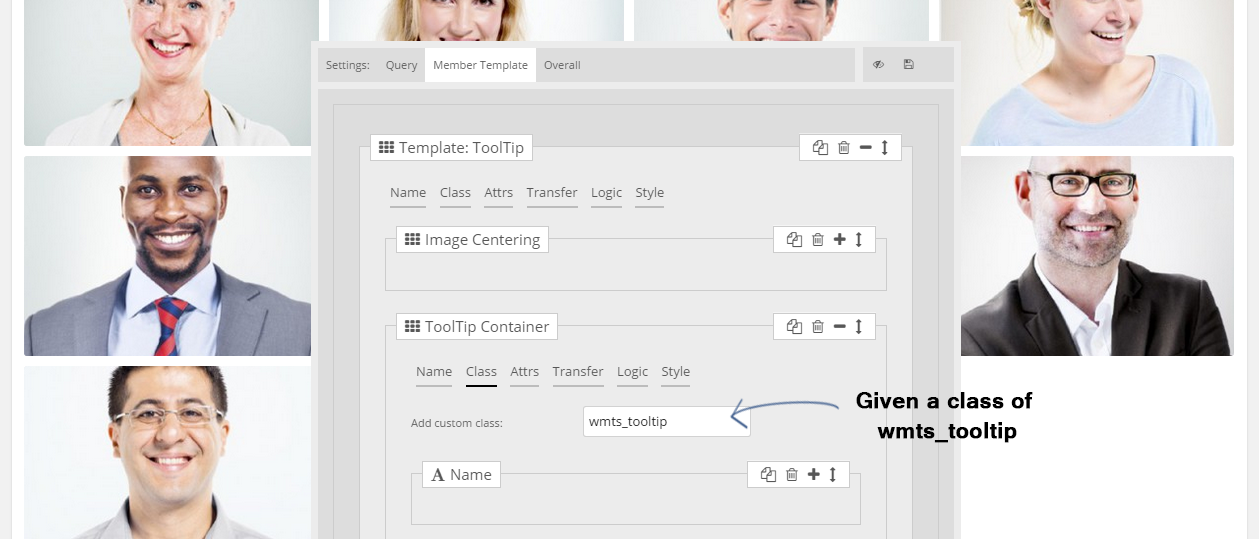 Settings: Query Member Template Overall
Template: ToolTip
Name Class Attrs Transfer Logic Style
Image Centering
ToolTip Container
Name Class Attrs Transfer Logic Style
Add custom class: wmts_tooltip
Given a class of
wmts_tooltip
A Name